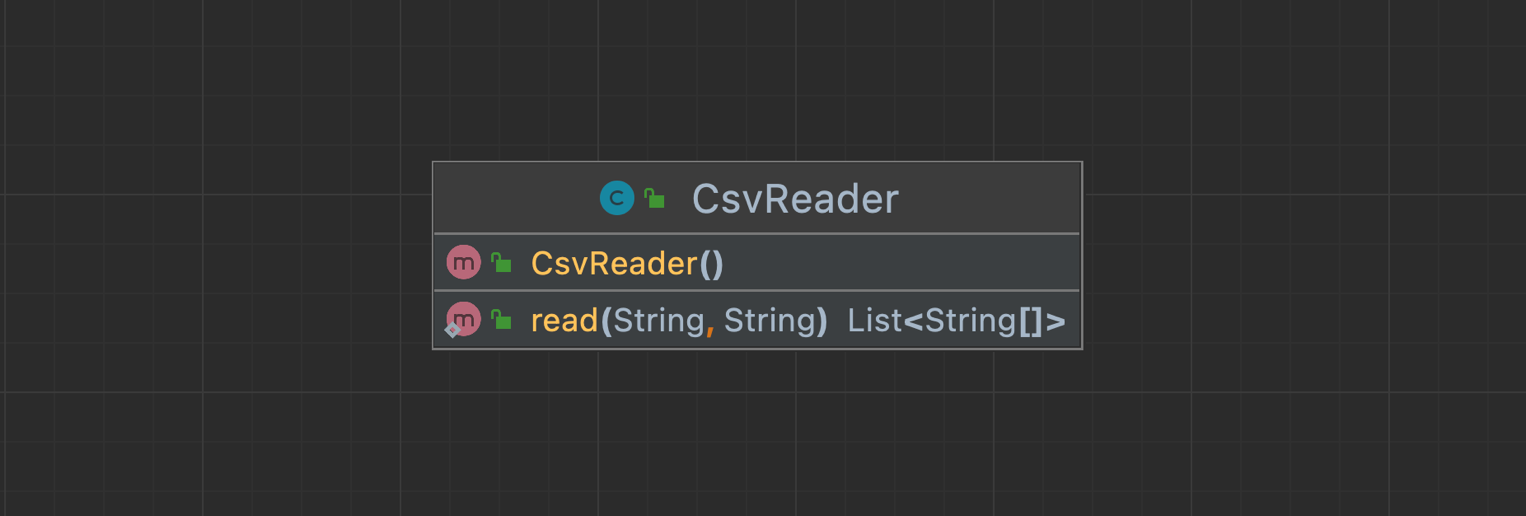 C CsvReader
m CsvReader()
m read(String, String) List<String[]>